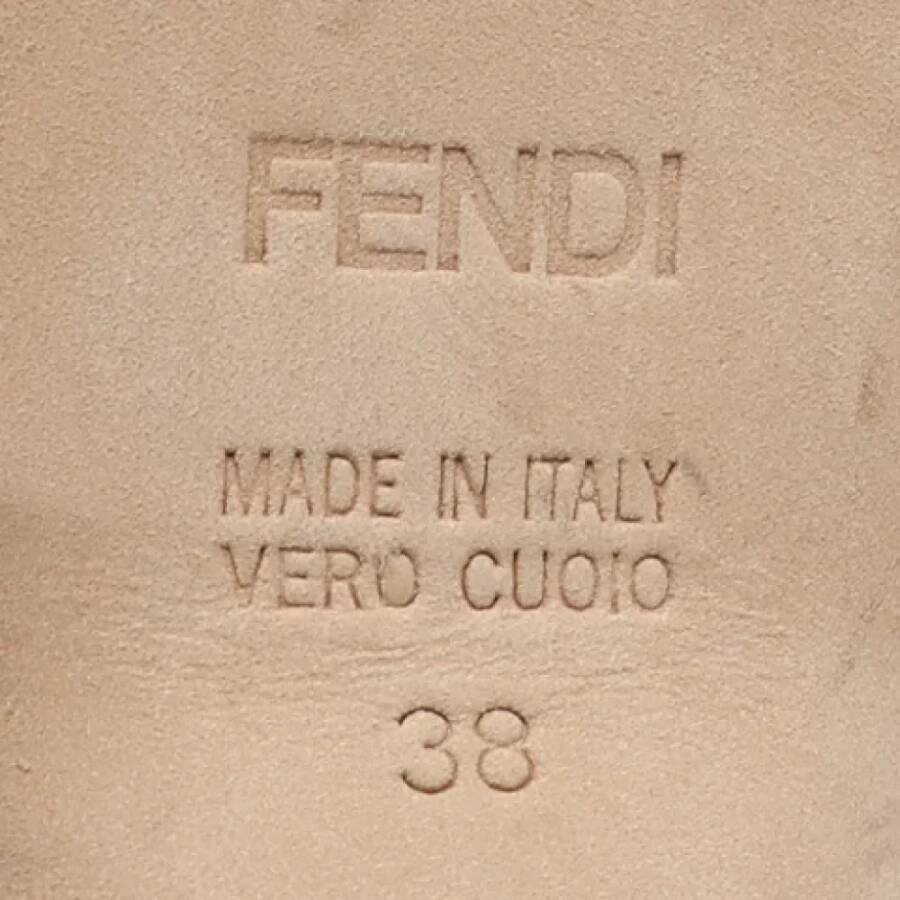 FENDI
MADE IN ITALY
VERO CUOIO
38